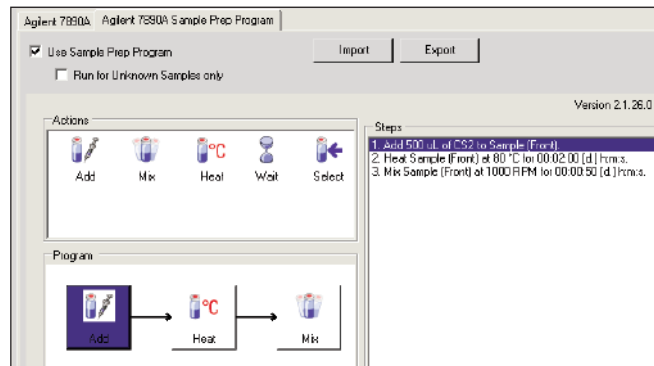 Agilent 7890A Agilent 7890A Sample Prep Program
Use Sample Prep Program Import Export
Run for Unknown Samples only
Version 2.1.26.0
Actions
Add Mix Heat Wait Select
Steps
1. Add 500 uL of CS2 to Sample (Front).
2. Heat Sample (Front) at 80 °C for 00:02:00 [d.] h:m:s.
3. Mix Sample (Front) at 1000 RPM for 00:00:50 [d.] h:m:s.
Program
Add Heat Mix